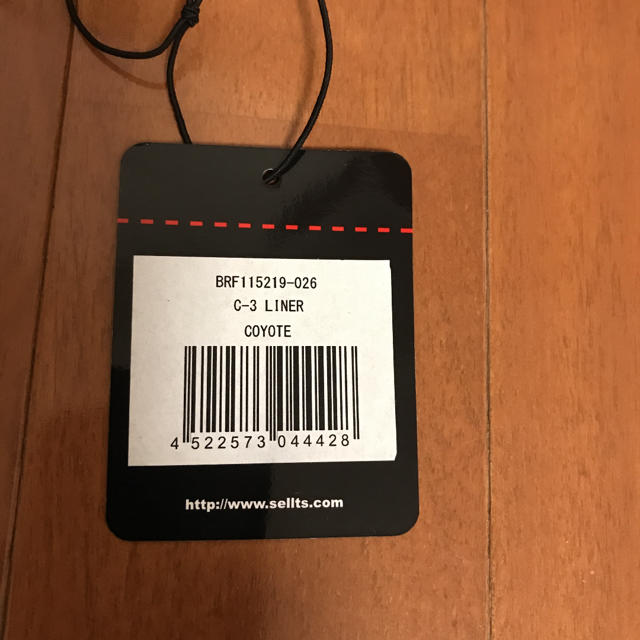 BRF115219-026
C-3 LINER
COYOTE
4 522573 044428
http://www.sellts.com